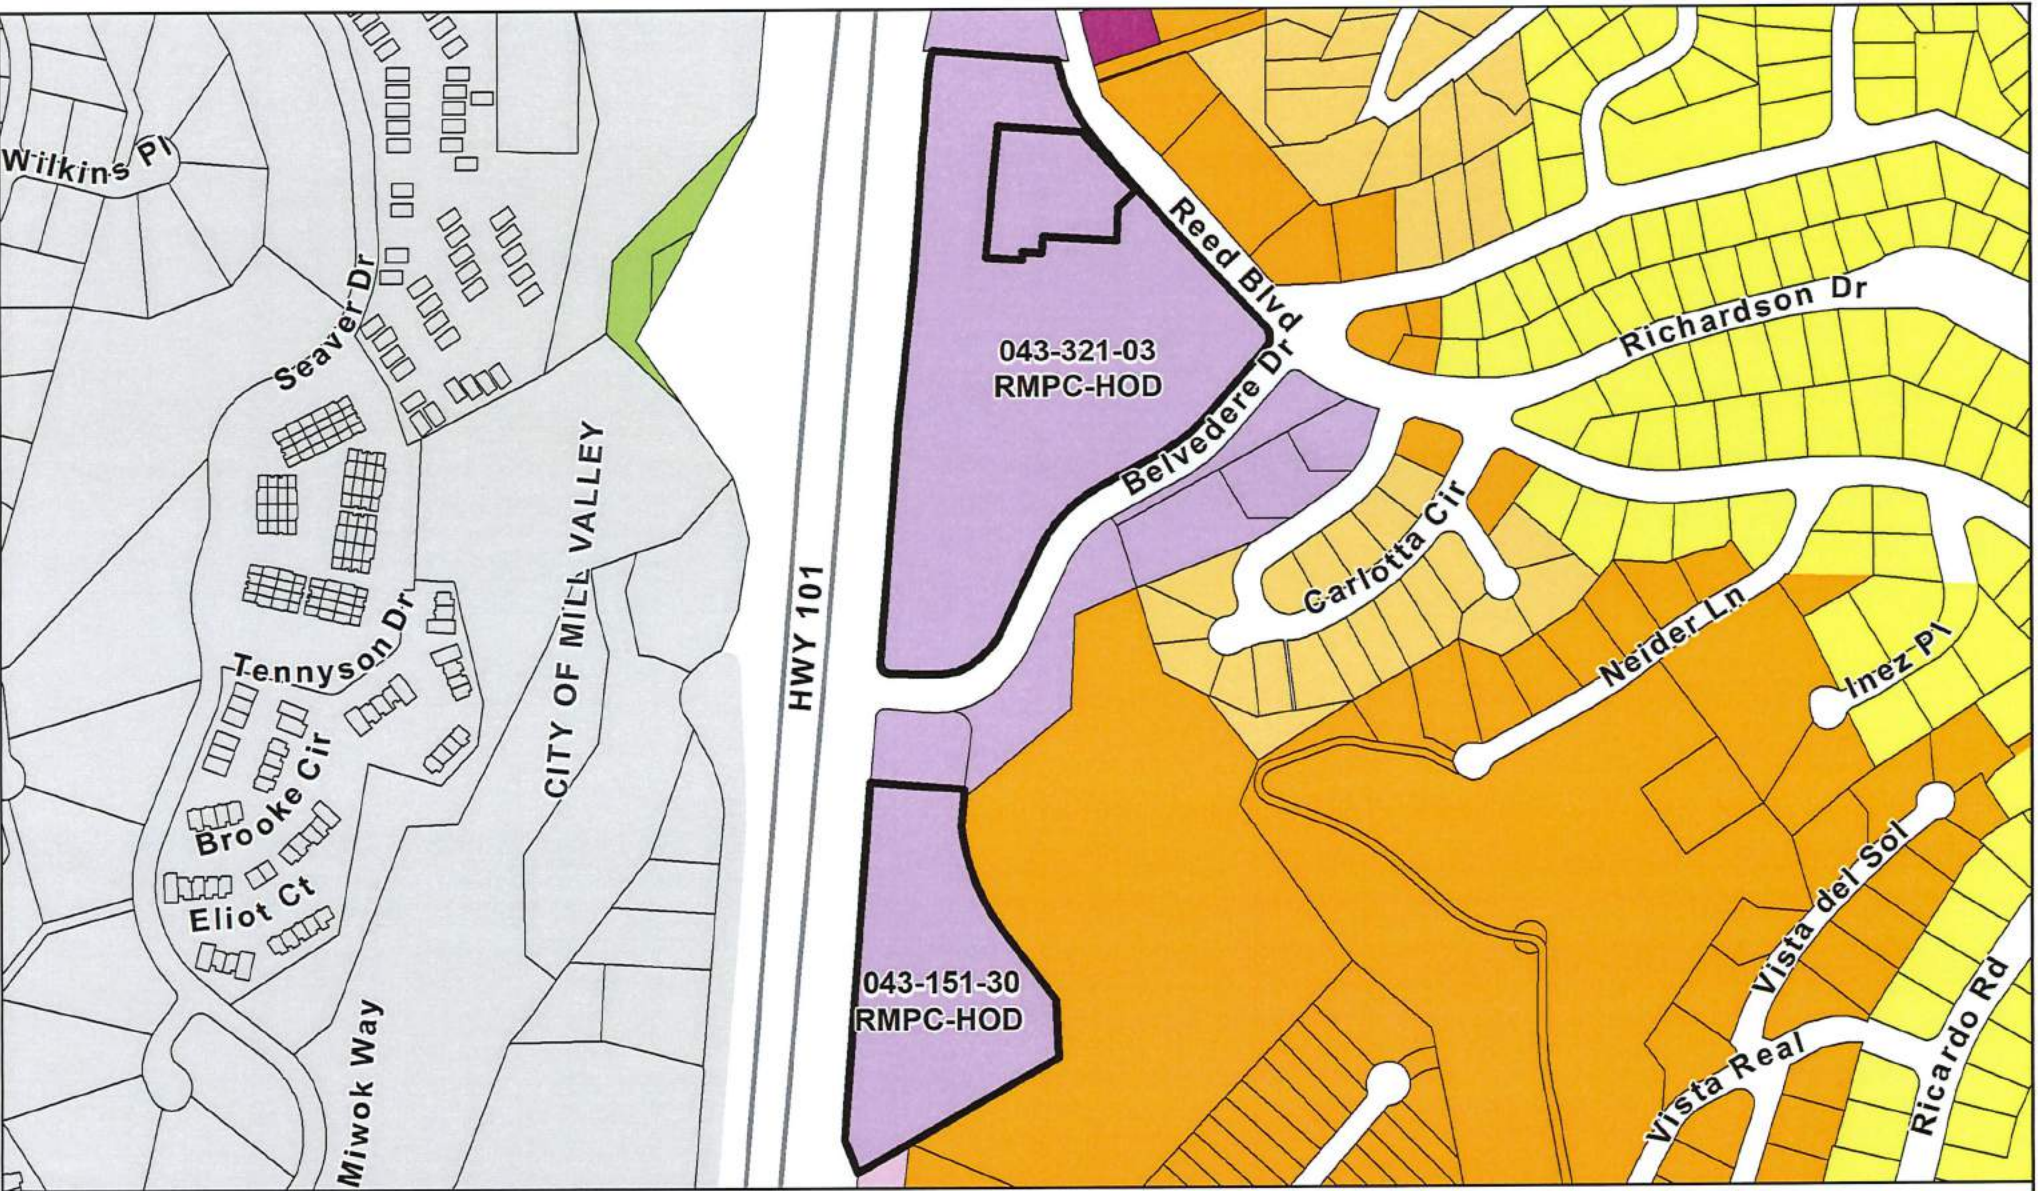 Wilkins Pl
Seaver Dr
Reed Blvd
Richardson Dr
043-321-03
RMPC-HOD
Belvedere Dr
CITY OF MILL VALLEY
HWY 101
Carlotta Cir
Tennyson Dr
Neider Ln
Inez Pl
Brooke Cir
Eliot Ct
Vista del Sol
043-151-30
RMPC-HOD
Miwok Way
Vista Real
Ricardo Rd